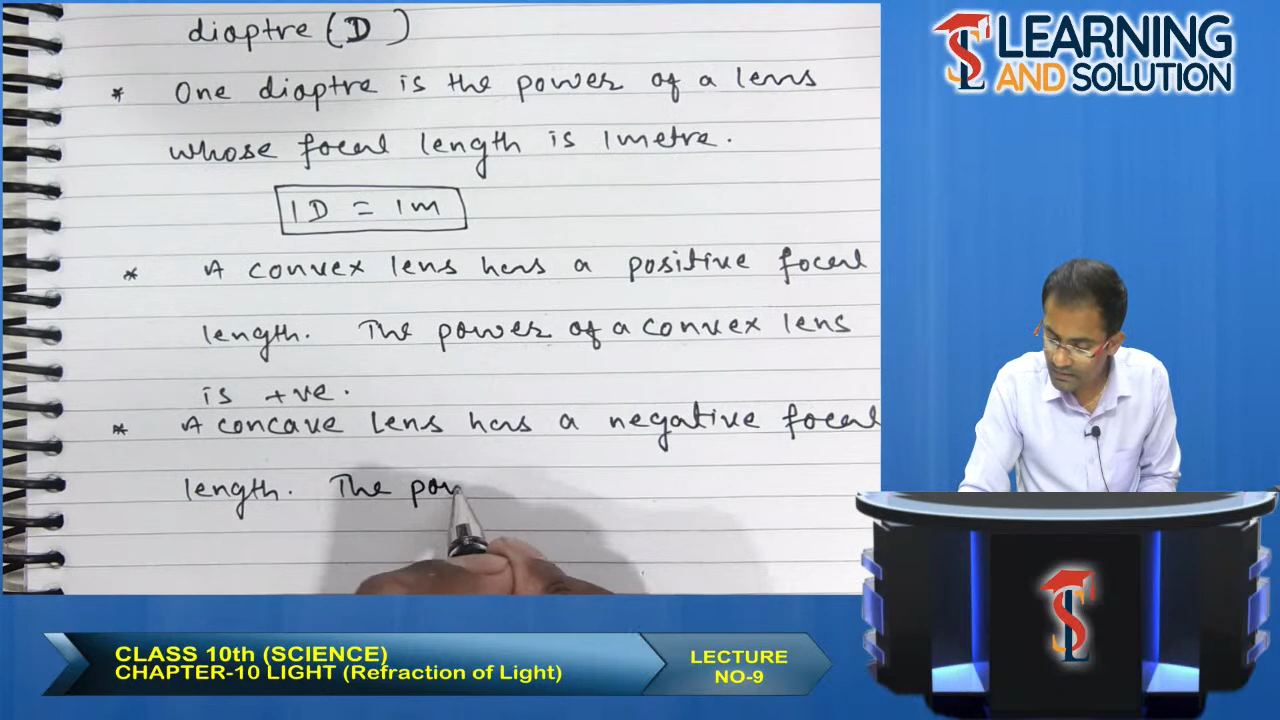 dioptre (D)
* One dioptre is the power of a lens
whose focal length is 1metre.
1D = 1m
* A convex lens has a positive focal
length. The power of a convex lens
is +ve.
* A concave lens has a negative focal
length. The pow
LEARNING
AND SOLUTION
CLASS 10th (SCIENCE)
CHAPTER-10 LIGHT (Refraction of Light)
LECTURE
NO-9